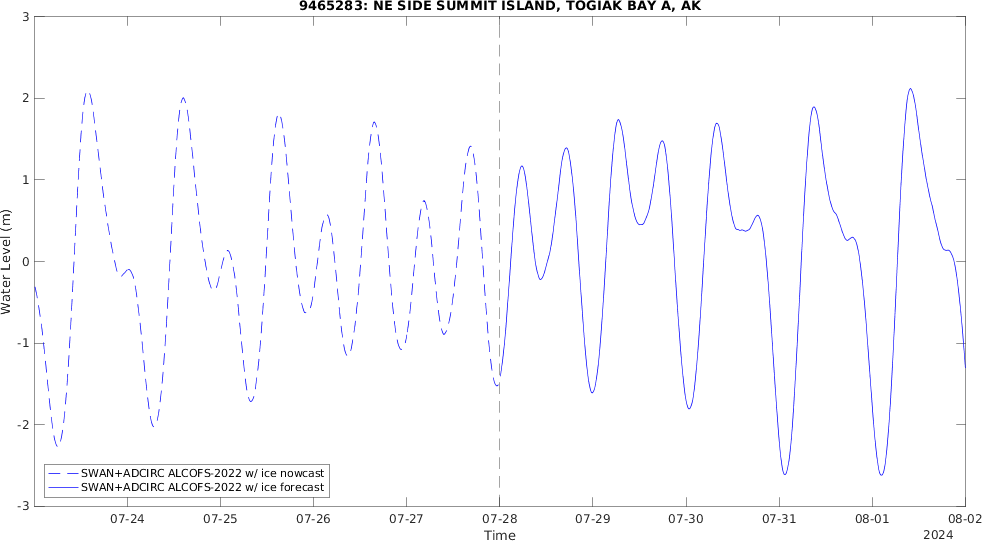 9465283: NE SIDE SUMMIT ISLAND, TOGIAK BAY A, AK
Water Level (m)
3
2
1
0
-1
-2
-3
SWAN+ADCIRC ALCOFS-2022 w/ ice nowcast
SWAN+ADCIRC ALCOFS-2022 w/ ice forecast
07-24 07-25 07-26 07-27 07-28 07-29 07-30 07-31 08-01 08-02
Time
2024